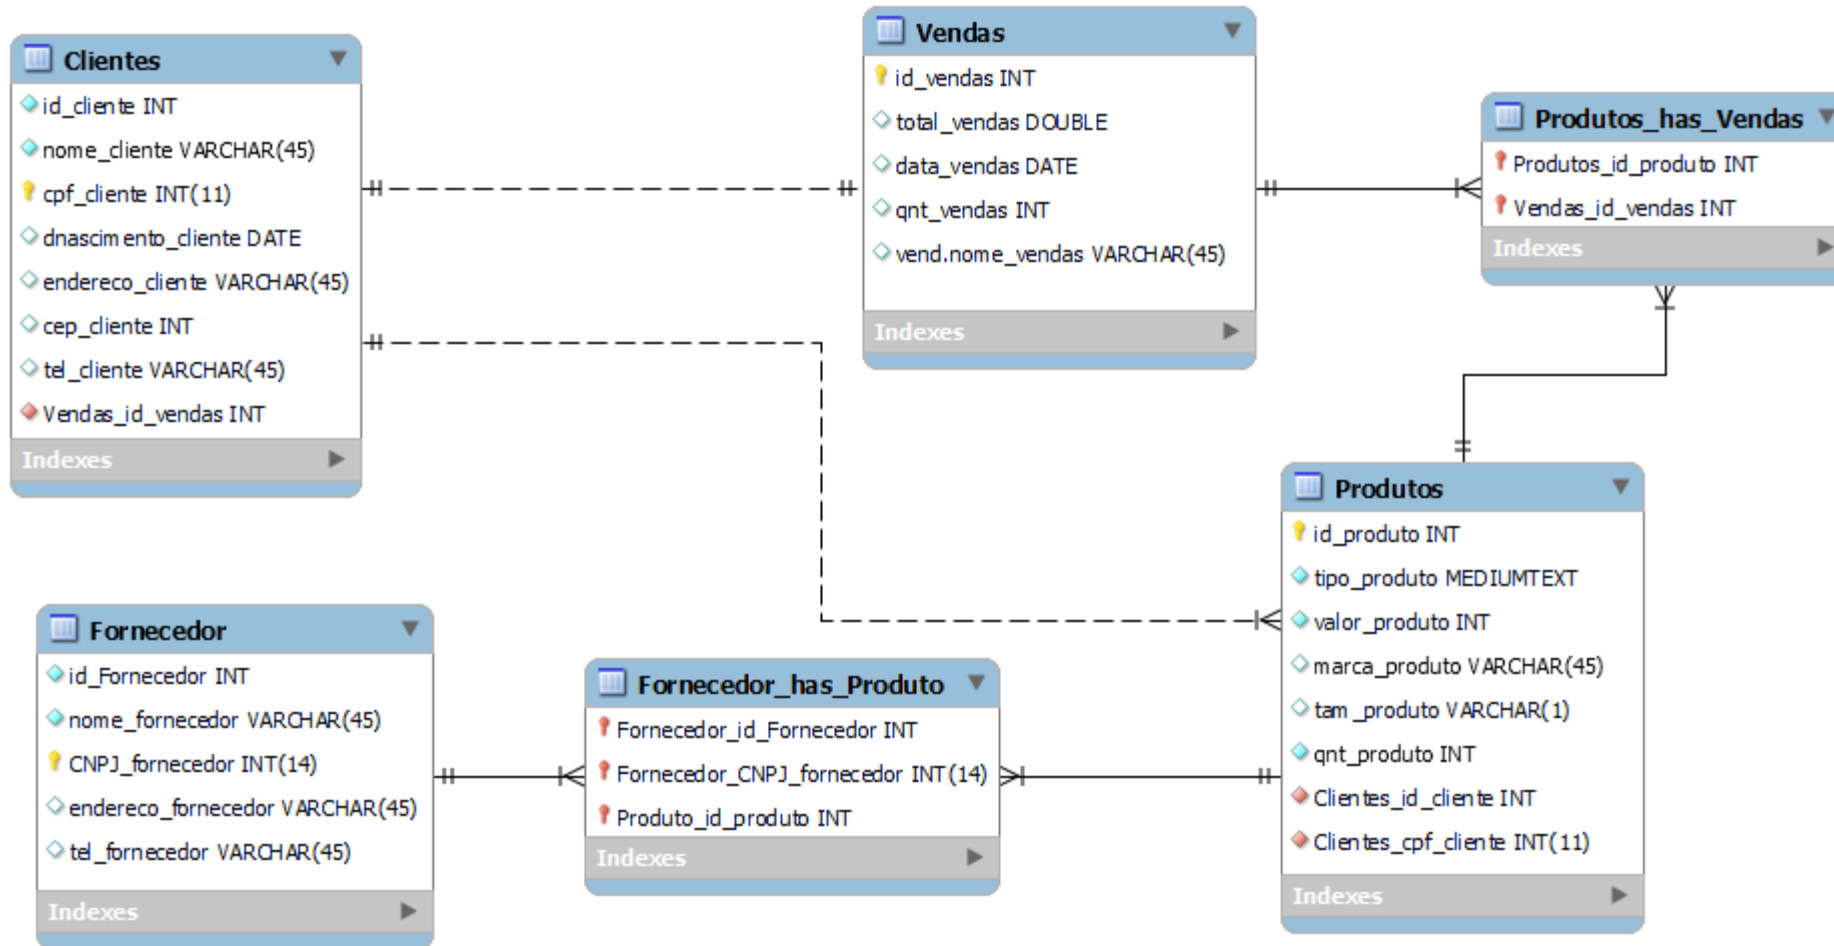 Clientes
id_cliente INT
nome_cliente VARCHAR(45)
cpf_cliente INT(11)
dnascimento_cliente DATE
endereco_cliente VARCHAR(45)
cep_cliente INT
tel_cliente VARCHAR(45)
Vendas_id_vendas INT
Indexes
Vendas
id_vendas INT
total_vendas DOUBLE
data_vendas DATE
qnt_vendas INT
vend.nome_vendas VARCHAR(45)
Indexes
Produtos_has_Vendas
Produtos_id_produto INT
Vendas_id_vendas INT
Indexes
Fornecedor
id_Fornecedor INT
nome_fornecedor VARCHAR(45)
CNPJ_fornecedor INT(14)
endereco_fornecedor VARCHAR(45)
tel_fornecedor VARCHAR(45)
Indexes
Fornecedor_has_Produto
Fornecedor_id_Fornecedor INT
Fornecedor_CNPJ_fornecedor INT(14)
Produto_id_produto INT
Indexes
Produtos
id_produto INT
tipo_produto MEDIUMTEXT
valor_produto INT
marca_produto VARCHAR(45)
tam_produto VARCHAR(1)
qnt_produto INT
Clientes_id_cliente INT
Clientes_cpf_cliente INT(11)
Indexes